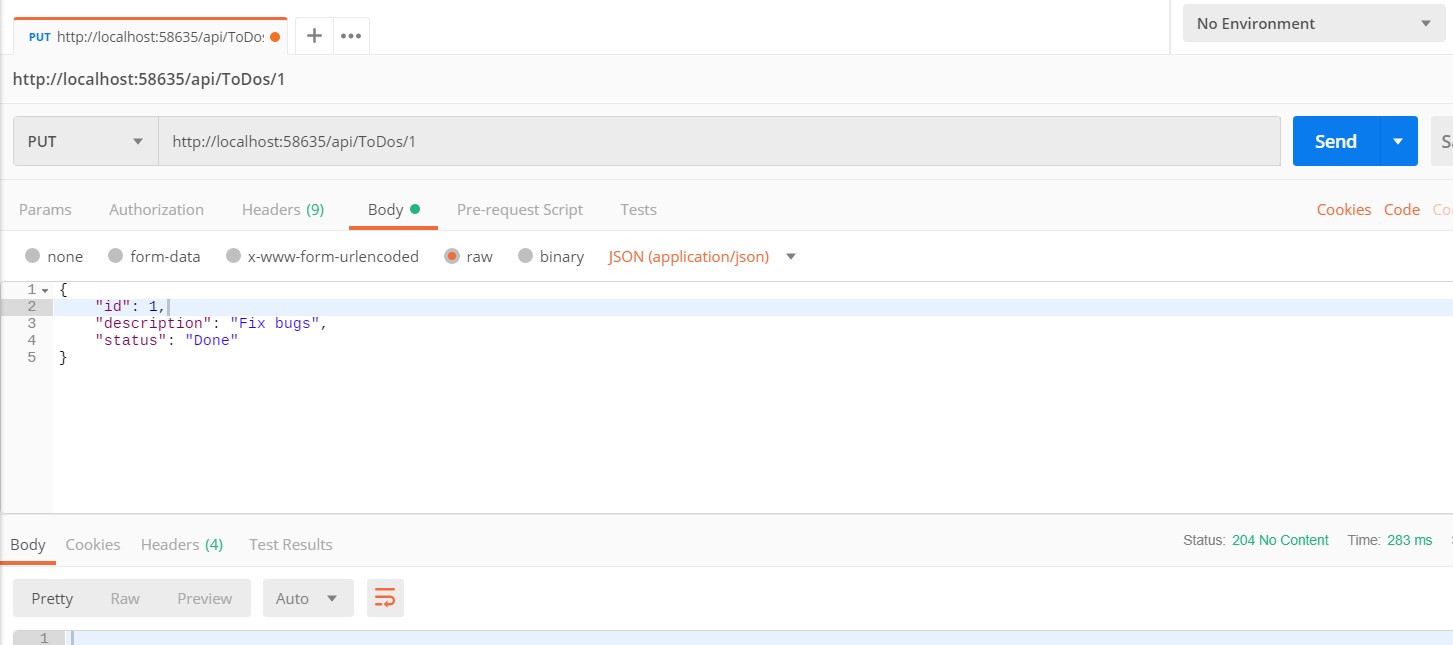 PUT http://localhost:58635/api/ToDo + •••
No Environment
http://localhost:58635/api/ToDos/1
PUT http://localhost:58635/api/ToDos/1 Send
Params Authorization Headers (9) Body Pre-request Script Tests Cookies Code
none form-data x-www-form-urlencoded raw binary JSON (application/json)
1 {
2 "id": 1,
3 "description": "Fix bugs",
4 "status": "Done"
5 }
Body Cookies Headers (4) Test Results Status: 204 No Content Time: 283 ms
Pretty Raw Preview Auto
1